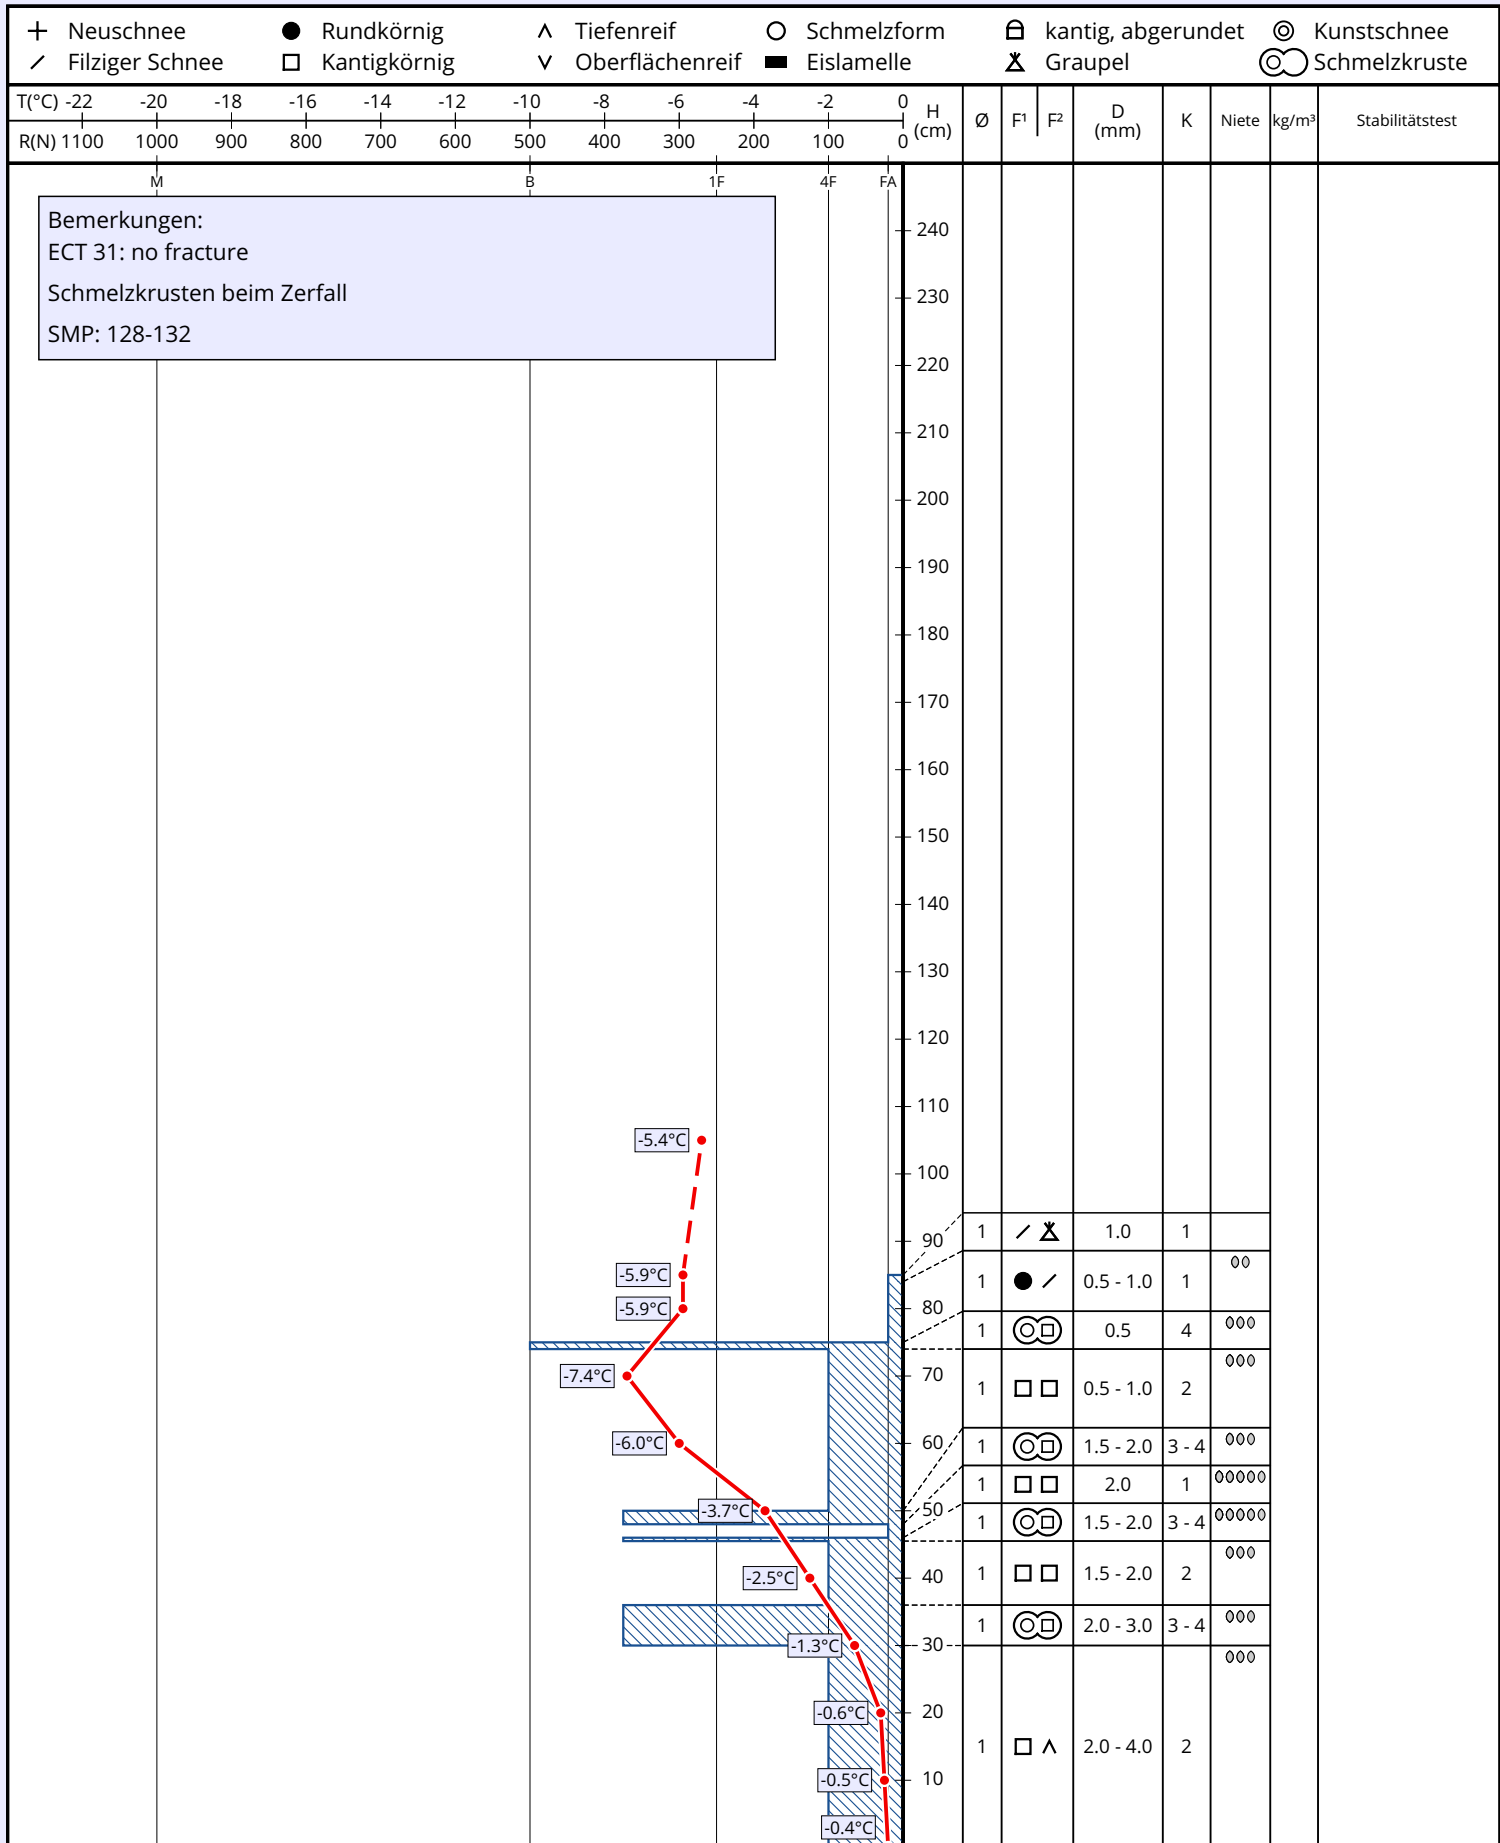 Neuschnee Rundkörnig Tiefenreif Schmelzform kantig, abgerundet Kunstschnee
Filziger Schnee Kantigkörnig Oberflächenreif Eislamelle Graupel Schmelzkruste
T(°C) -22 -20 -18 -16 -14 -12 -10 -8 -6 -4 -2 0
R(N) 1100 1000 900 800 700 600 500 400 300 200 100 0
H (cm) Ø F¹ F² D (mm) K Niete kg/m³ Stabilitätstest
M B 1F 4F FA
Bemerkungen:
ECT 31: no fracture
Schmelzkrusten beim Zerfall
SMP: 128-132
240
230
220
210
200
190
180
170
160
150
140
130
120
110
-5.4°C
100
90
1 1.0 1
-5.9°C
1 0.5 - 1.0 1
-5.9°C 80
1 0.5 4
-7.4°C 70
1 0.5 - 1.0 2
-6.0°C 60
1 1.5 - 2.0 3 - 4
1 2.0 1
-3.7°C 50
1 1.5 - 2.0 3 - 4
-2.5°C 40
1 1.5 - 2.0 2
1 2.0 - 3.0 3 - 4
-1.3°C 30
-0.6°C 20
1 2.0 - 4.0 2
-0.5°C 10
-0.4°C